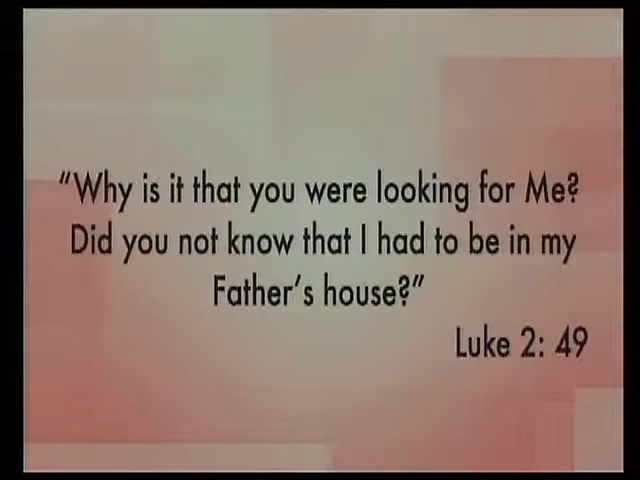 “Why is it that you were looking for Me?
Did you not know that I had to be in my
Father’s house?”
Luke 2: 49